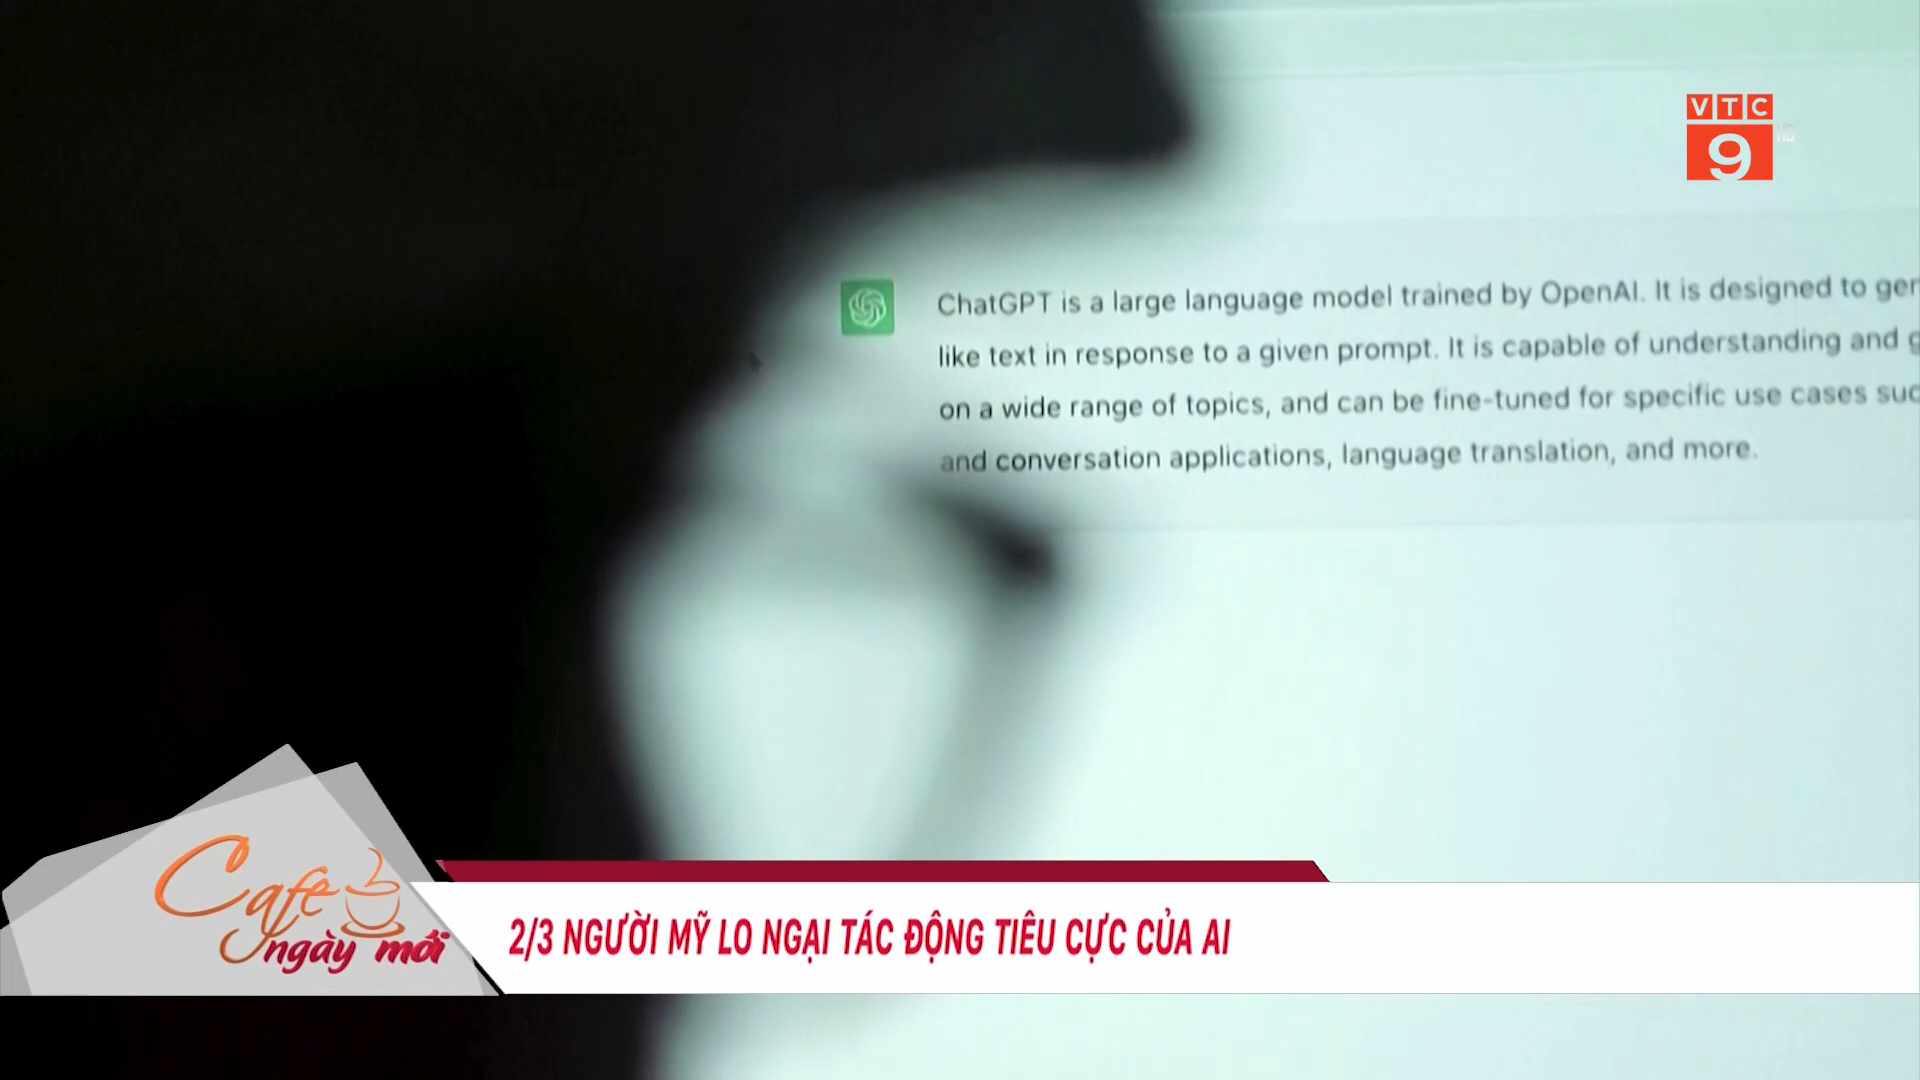 VTC
9
HD
ChatGPT is a large language model trained by OpenAI. It is designed to
like text in response to a given prompt. It is capable of understanding and
on a wide range of topics, and can be fine-tuned for specific use cases
and conversation applications, language translation, and more.
Cafe
ngày mới
2/3 NGƯỜI MỸ LO NGẠI TÁC ĐỘNG TIÊU CỰC CỦA AI